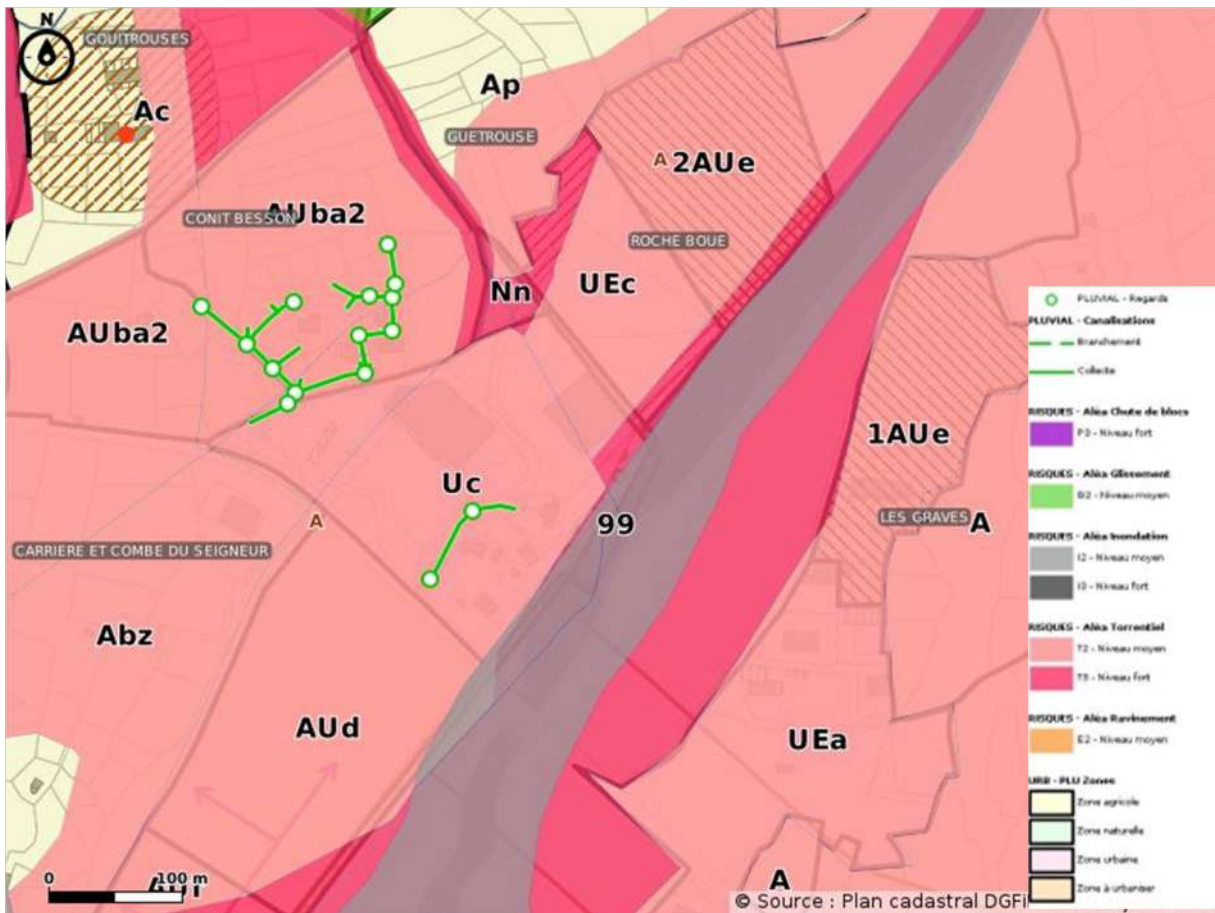 N
GOUITROUSES
Ac
Ap
GUETROUSE
A
2AUe
CONIT BESSON
AUba2
ROCHE BOUE
Nn
UEc
AUba2
1AUe
Uc
LES GRAVES
A
A
99
CARRIERE ET COMBE DU SEIGNEUR
Abz
AUd
UEa
0
100 m
A
© Source : Plan cadastral DGFi
PLUVIAL - Regards
PLUVIAL - Canalisations
Branchement
Collecte
RISQUES - Aléa Chute de blocs
P3 - Niveau fort
RISQUES - Aléa Glissement
G2 - Niveau moyen
RISQUES - Aléa Inondation
I2 - Niveau moyen
I3 - Niveau fort
RISQUES - Aléa Torrentiel
T2 - Niveau moyen
T3 - Niveau fort
RISQUES - Aléa Ravinement
E2 - Niveau moyen
URB - PLU Zones
Zone agricole
Zone naturelle
Zone urbaine
Zone à urbaniser